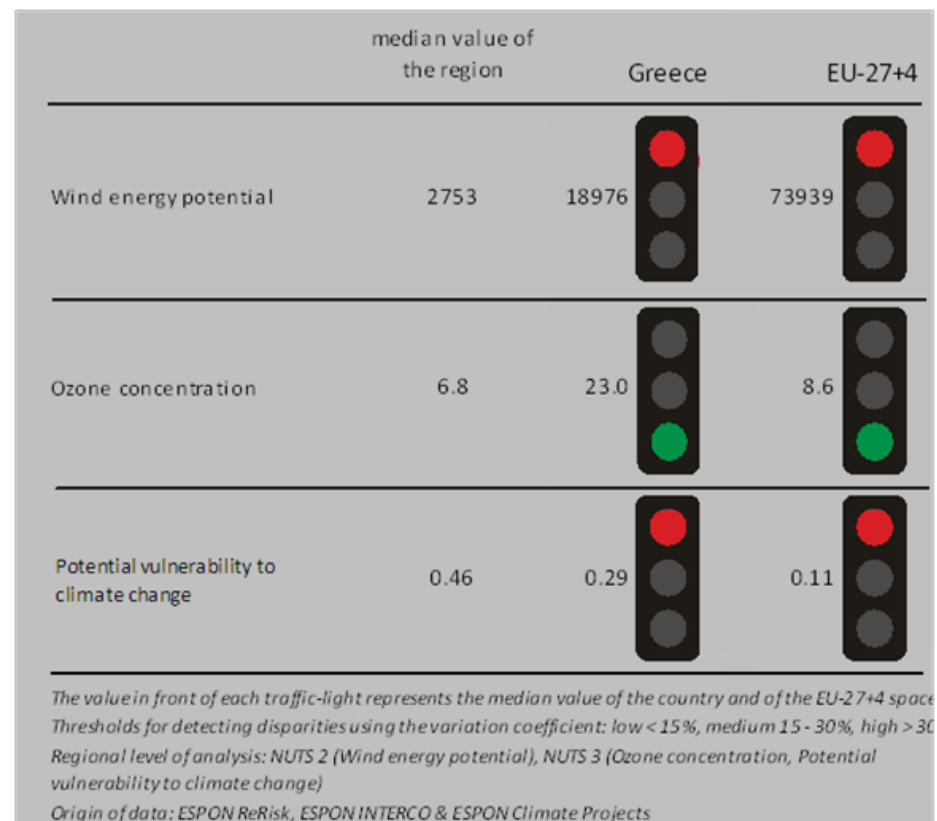 median value of
the region
Greece
EU-27+4
Wind energy potential
2753
18976
73939
Ozone concentration
6.8
23.0
8.6
Potential vulnerability to
climate change
0.46
0.29
0.11
The value in front of each traffic-light represents the median value of the country and of the EU-27+4 space
Thresholds for detecting disparities using the variation coefficient: low < 15%, medium 15 - 30%, high > 30
Regional level of analysis: NUTS 2 (Wind energy potential), NUTS 3 (Ozone concentration, Potential
vulnerability to climate change)
Origin of data: ESPON ReRisk, ESPON INTERCO & ESPON Climate Projects